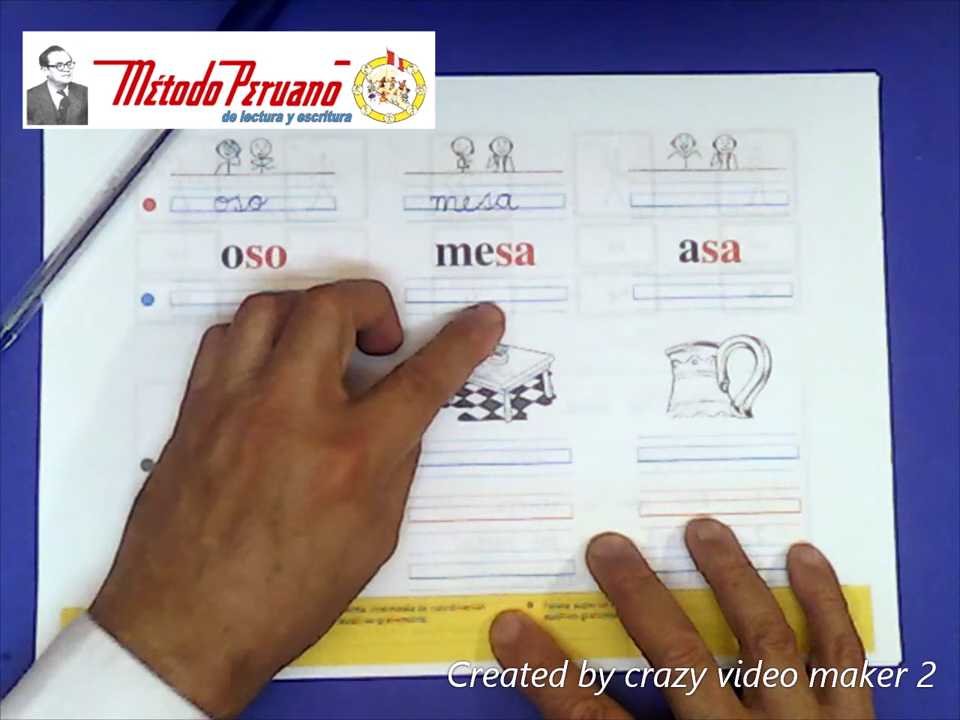 Método Peruano
de lectura y escritura
oso mesa
oso mesa asa
Created by crazy video maker 2